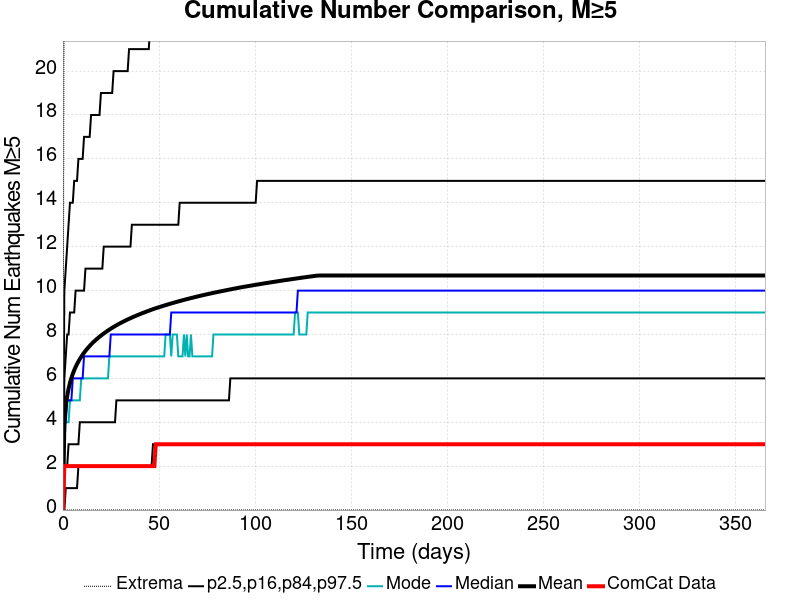 Cumulative Number Comparison, M≥5
Cumulative Num Earthquakes M≥5
20
18
16
14
12
10
8
6
4
2
0
0 50 100 150 200 250 300 350
Time (days)
Extrema p2.5,p16,p84,p97.5 Mode Median Mean ComCat Data